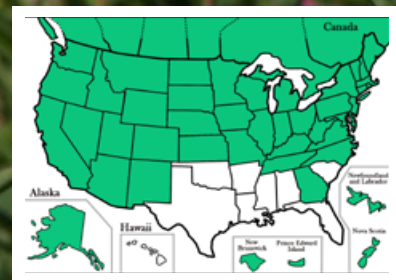 Canada
Alaska
Hawaii
New
Brunswick
Prince Edward
Island
Newfoundland
and Labrador
Nova Scotia